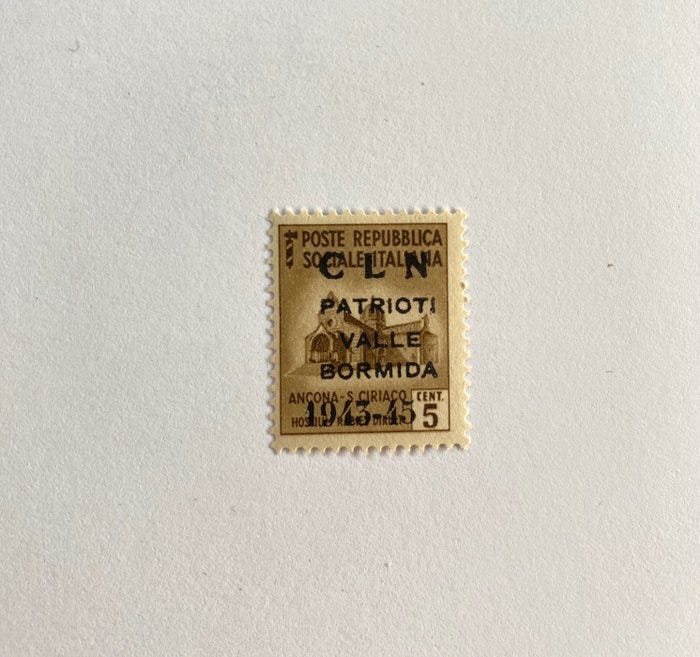 POSTE REPUBBLICA
SOCIALE ITALIANA
C L N
PATRIOTI
VALLE
BORMIDA
ANCONA-S. CIRIACO
CENT.
1943-45
5